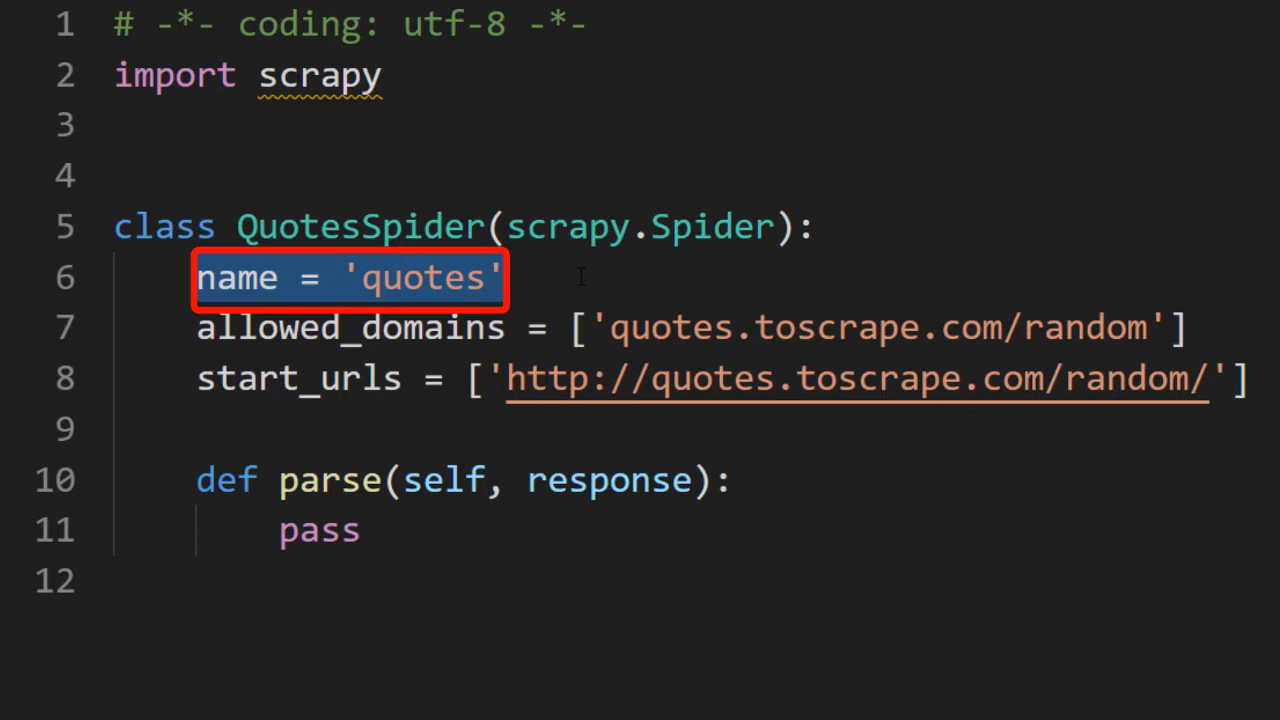 1 # -*- coding: utf-8 -*-
2 import scrapy
3
4
5 class QuotesSpider(scrapy.Spider):
6     name = 'quotes'
7     allowed_domains = ['quotes.toscrape.com/random']
8     start_urls = ['http://quotes.toscrape.com/random/']
9
10     def parse(self, response):
11         pass
12